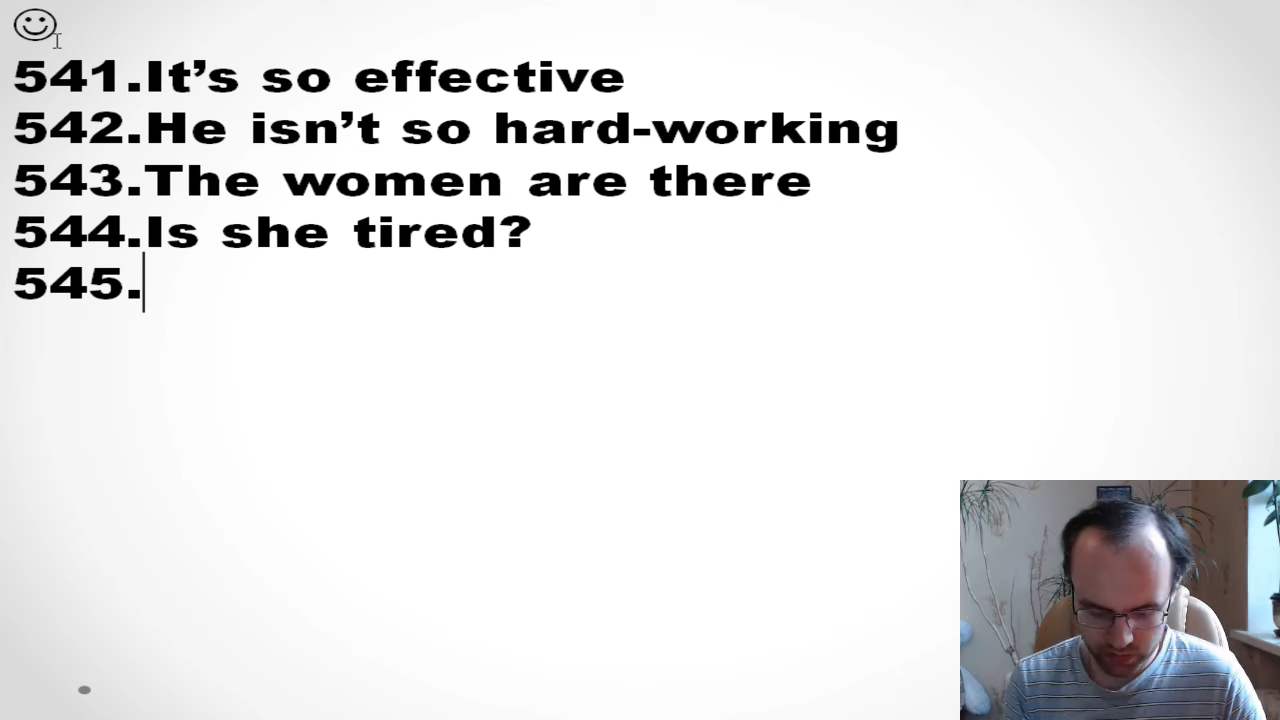 541.It’s so effective
542.He isn’t so hard-working
543.The women are there
544.Is she tired?
545.